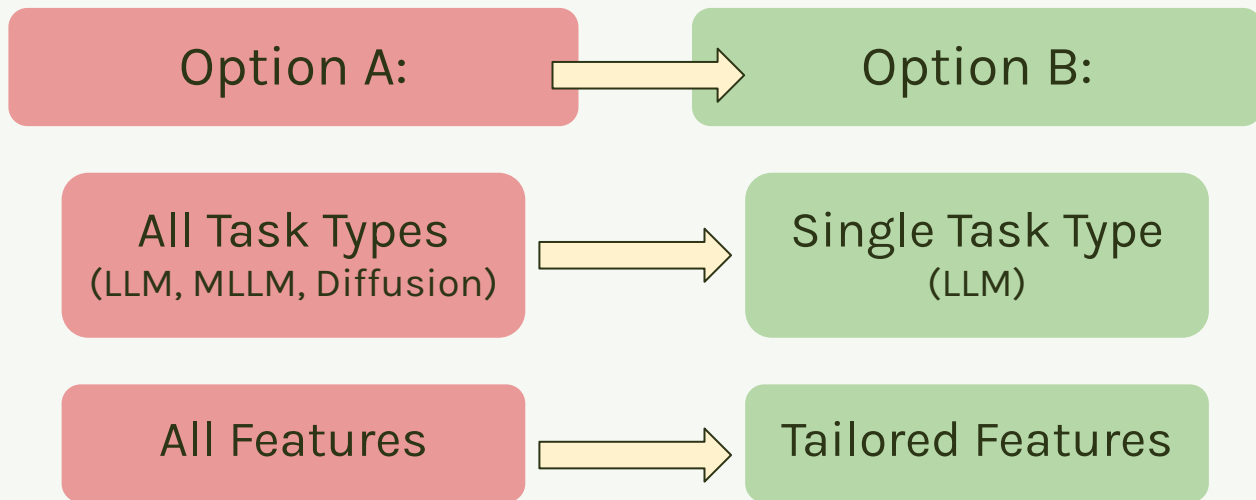 Option A:
Option B:
All Task Types
(LLM, MLLM, Diffusion)
Single Task Type
(LLM)
All Features
Tailored Features